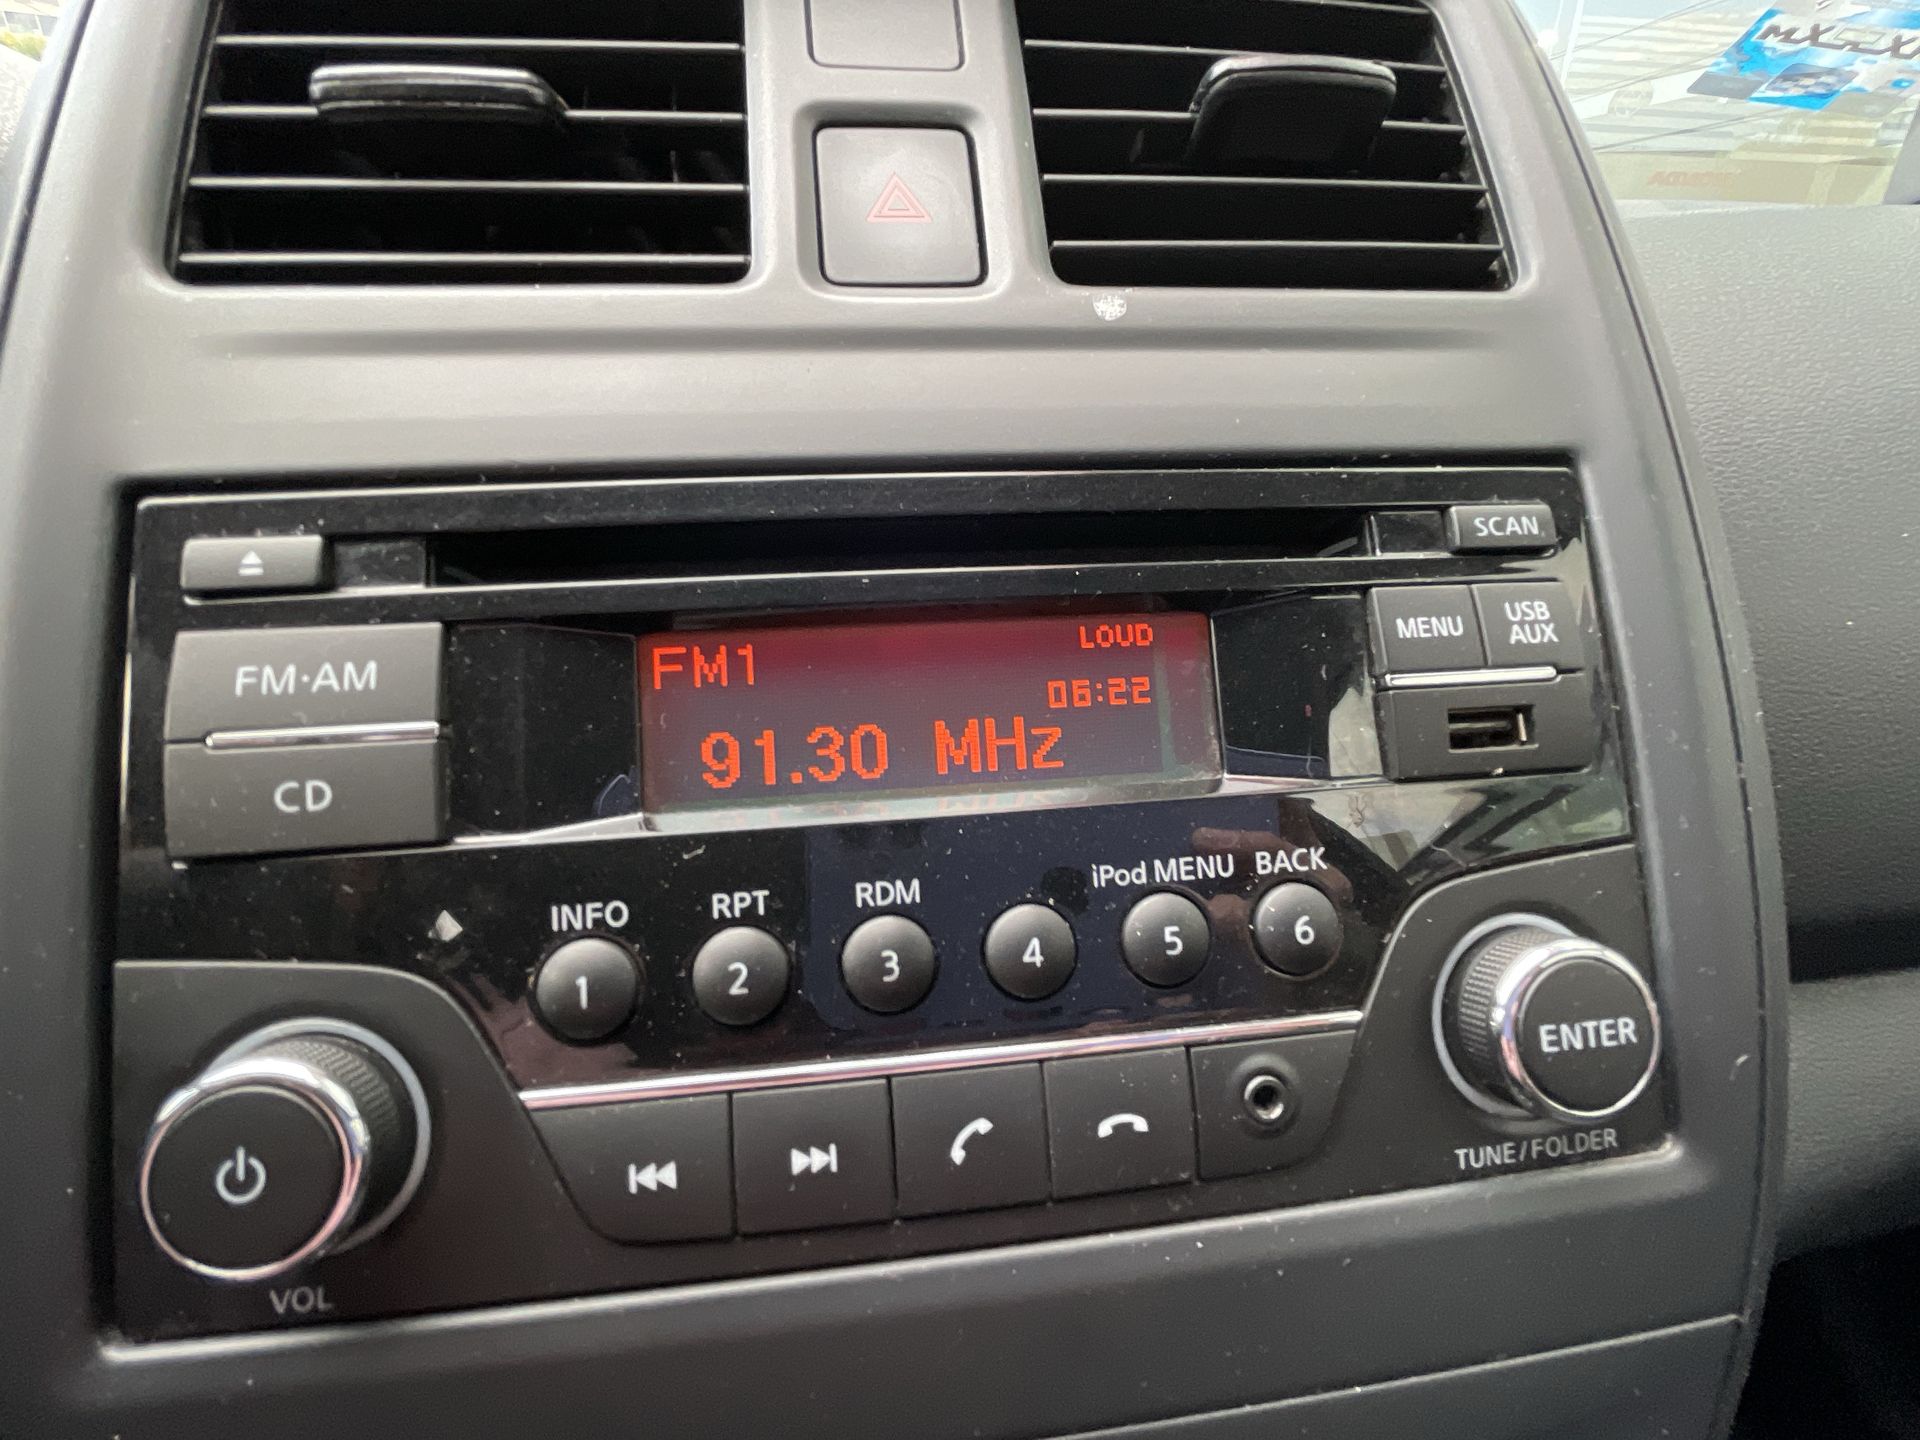 SCAN
MENU
USB
AUX
FM·AM
CD
FM1
LOUD
06:22
91.30 MHz
INFO
RPT
RDM
iPod MENU
BACK
1
2
3
4
5
6
ENTER
TUNE/FOLDER
VOL